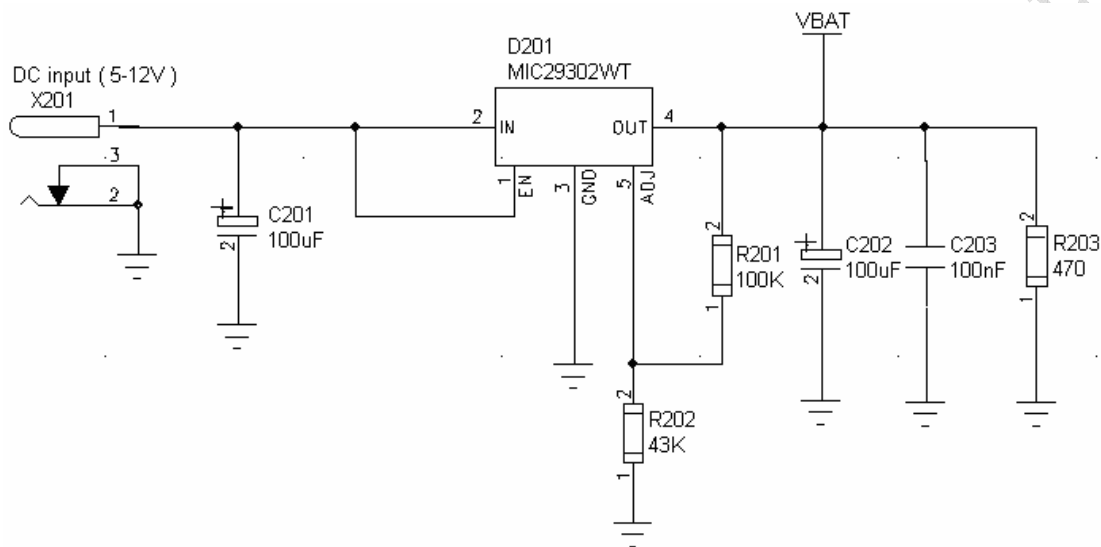 VBAT
D201
MIC29302WT
DC input ( 5-12V )
X201
1
2
IN
OUT
4
3
2
1
EN
3
GND
5
ADJ
C201
100uF
2
2
R201
100K
1
C202
100uF
2
C203
100nF
2
R203
470
1
2
R202
43K
1